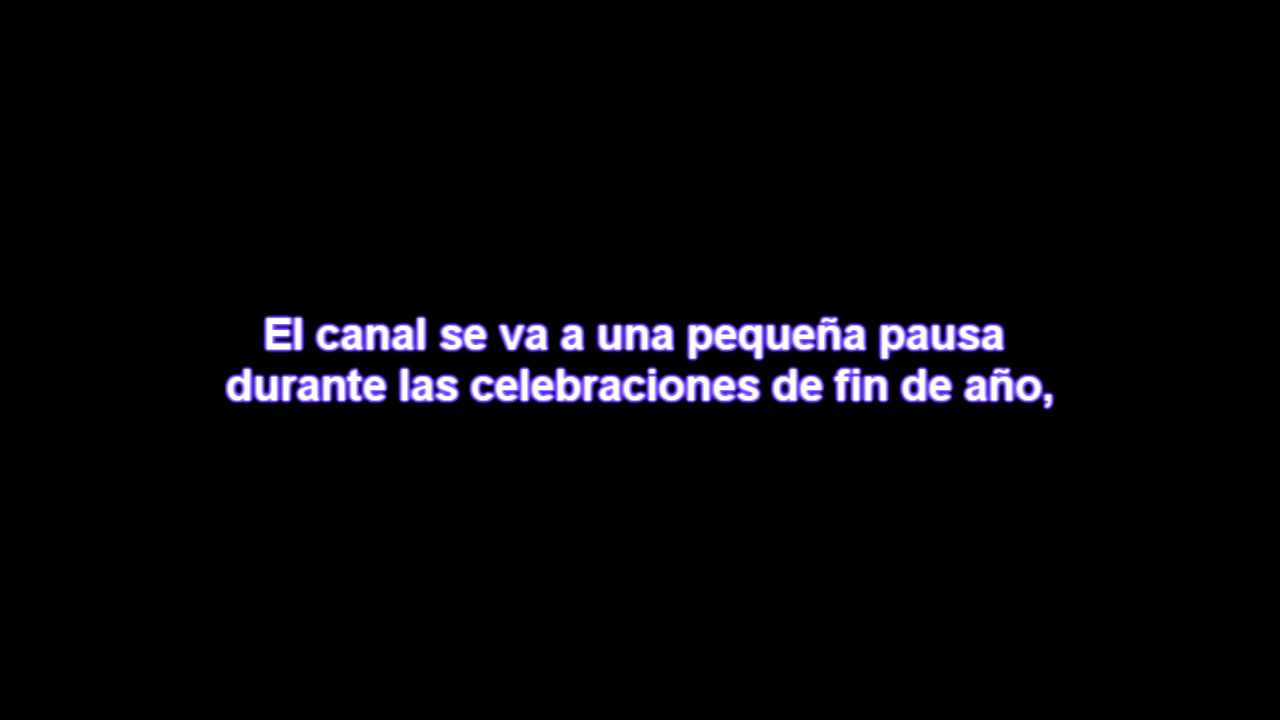 El canal se va a una pequeña pausa
durante las celebraciones de fin de año,